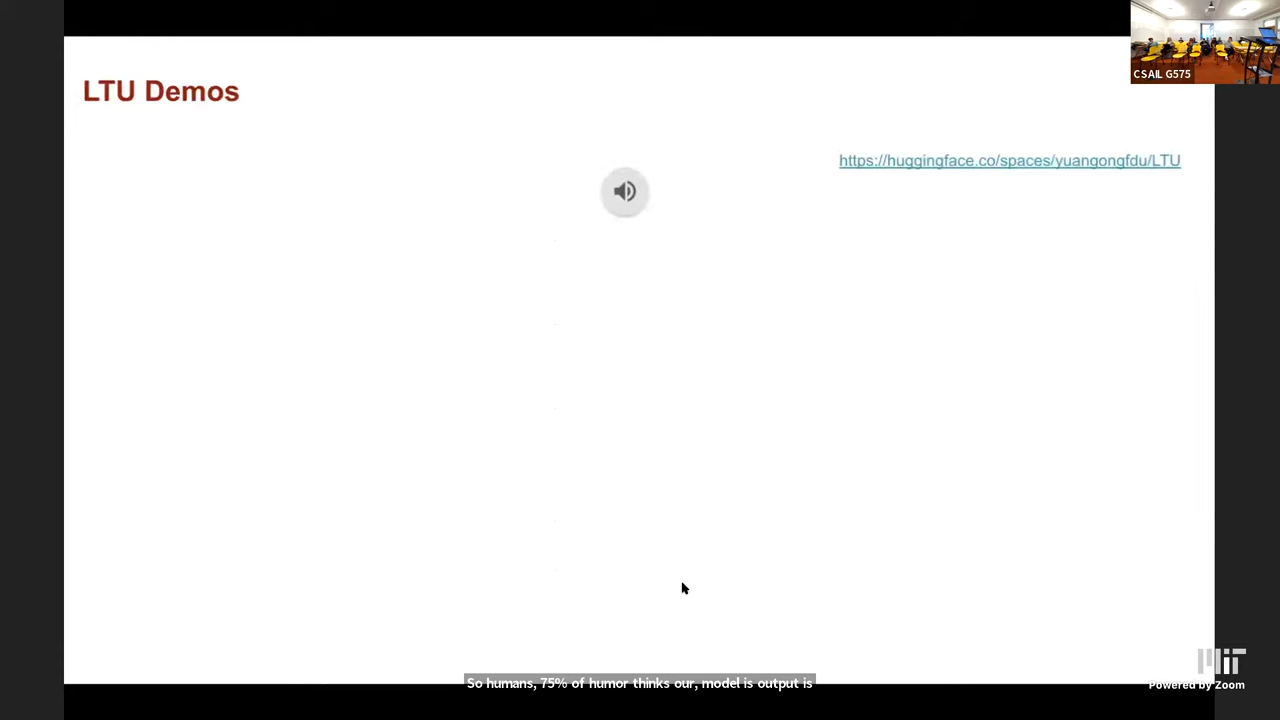 CSAIL G575
LTU Demos
https://huggingface.co/spaces/yuangongfdu/LTU
MIT
Powered by Zoom
So humans, 75% of humor thinks our, model is output is